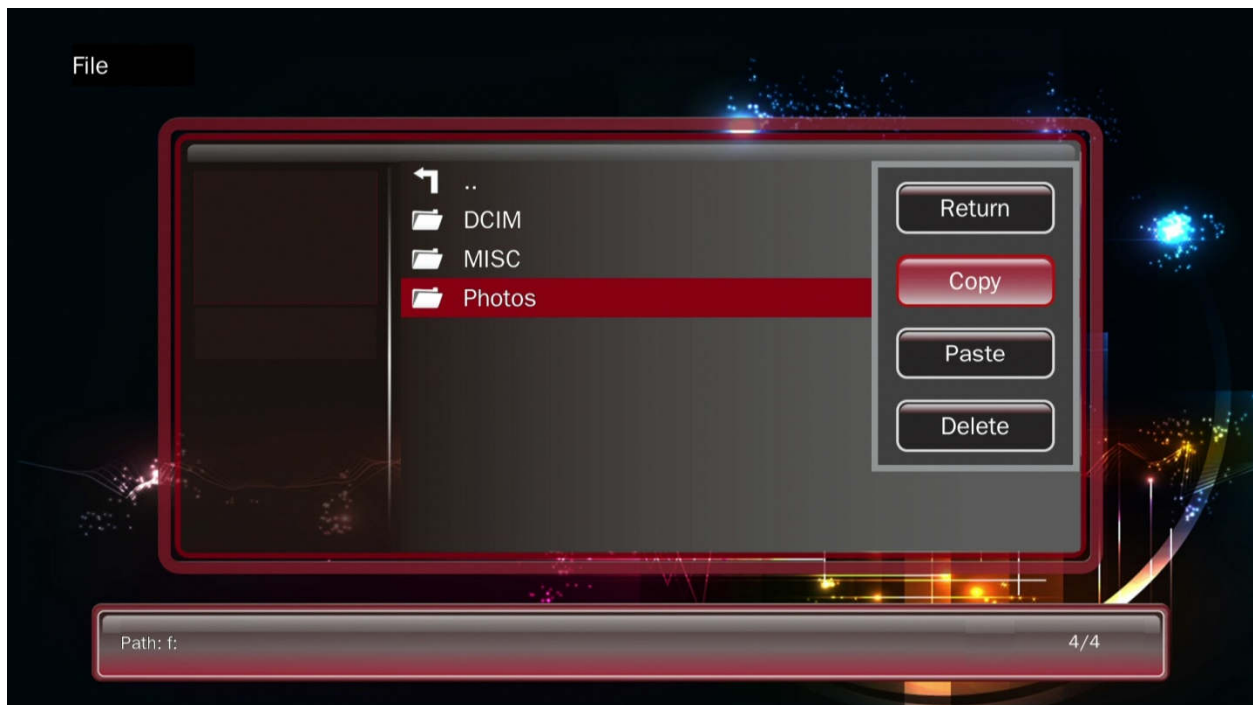 File
..
DCIM
MISC
Photos
Return
Copy
Paste
Delete
Path: f:
4/4